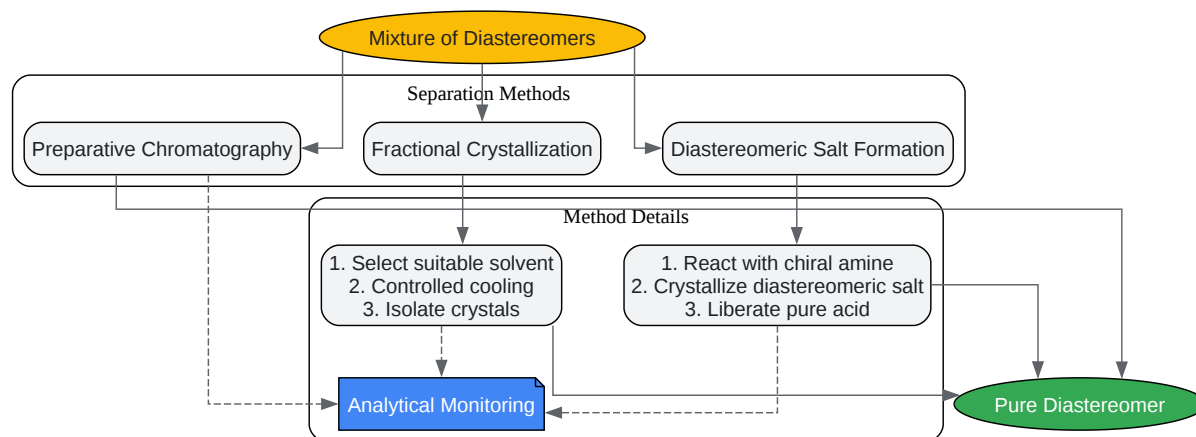 Mixture of Diastereomers
Separation Methods
Preparative Chromatography
Fractional Crystallization
Diastereomeric Salt Formation
Method Details
1. Select suitable solvent
2. Controlled cooling
3. Isolate crystals
1. React with chiral amine
2. Crystallize diastereomeric salt
3. Liberate pure acid
Analytical Monitoring
Pure Diastereomer